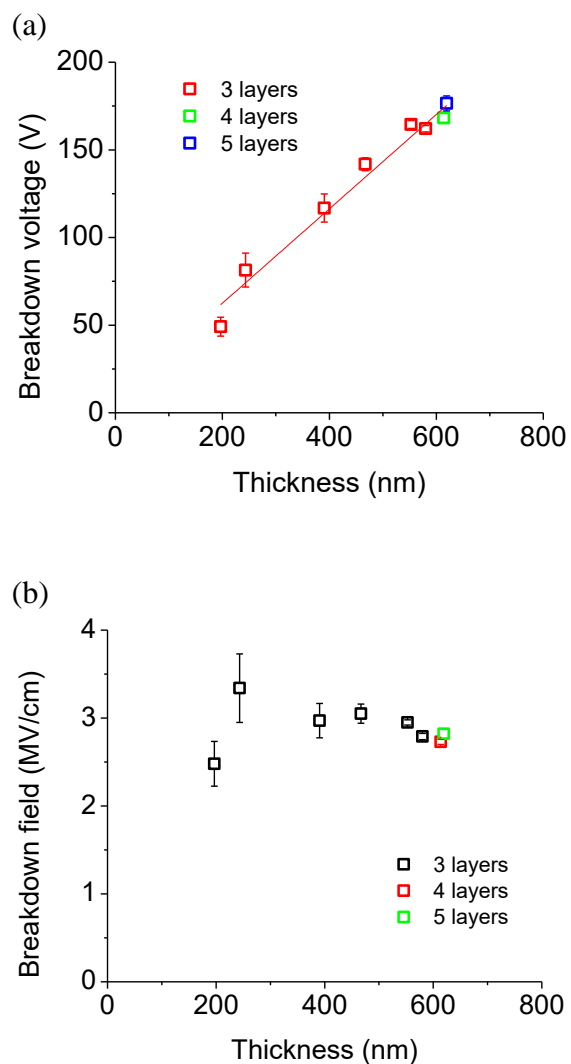 (a)
200
150
100
50
0
Breakdown voltage (V)
3 layers
4 layers
5 layers
0 200 400 600 800
Thickness (nm)
(b)
4
3
2
1
0
Breakdown field (MV/cm)
3 layers
4 layers
5 layers
0 200 400 600 800
Thickness (nm)